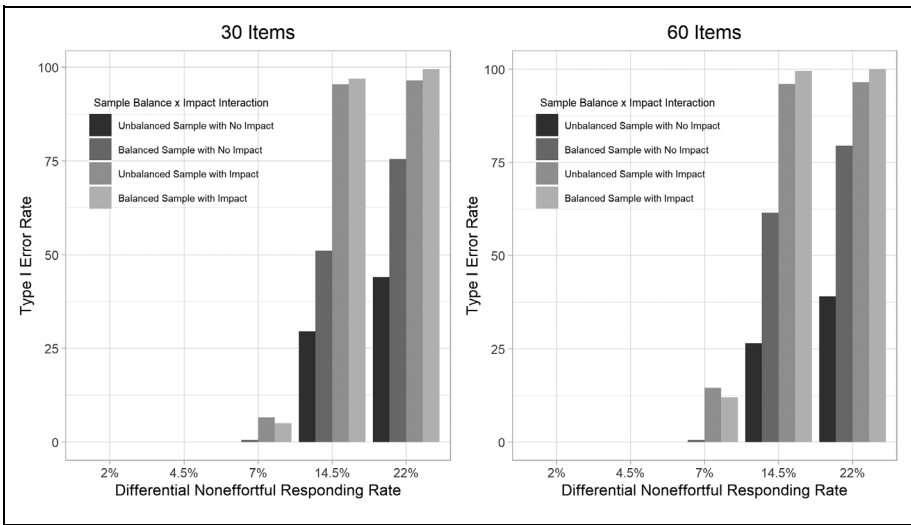 30 Items
100
75
50
25
0
Type I Error Rate
Sample Balance x Impact Interaction
Unbalanced Sample with No Impact
Balanced Sample with No Impact
Unbalanced Sample with Impact
Balanced Sample with Impact
2% 4.5% 7% 14.5% 22%
Differential Noneffortful Responding Rate
60 Items
100
75
50
25
0
Type I Error Rate
Sample Balance x Impact Interaction
Unbalanced Sample with No Impact
Balanced Sample with No Impact
Unbalanced Sample with Impact
Balanced Sample with Impact
2% 4.5% 7% 14.5% 22%
Differential Noneffortful Responding Rate